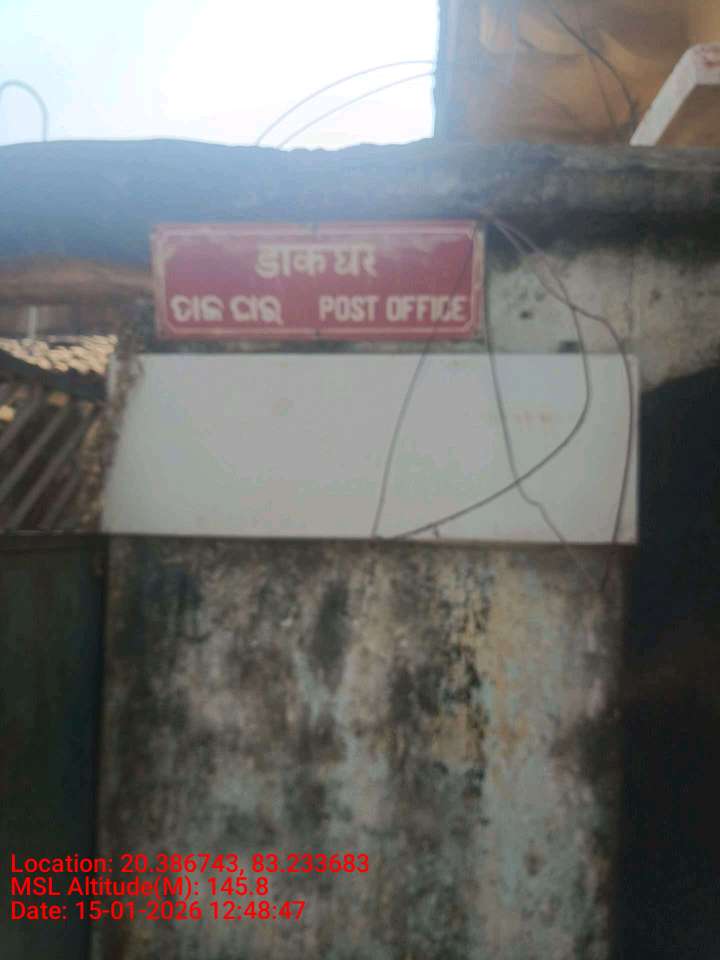 डाकघर
ଡାକ ଘର POST OFFICE
Location: 20.386743, 83.233683
MSL Altitude(M): 145.8
Date: 15-01-2026 12:48:47